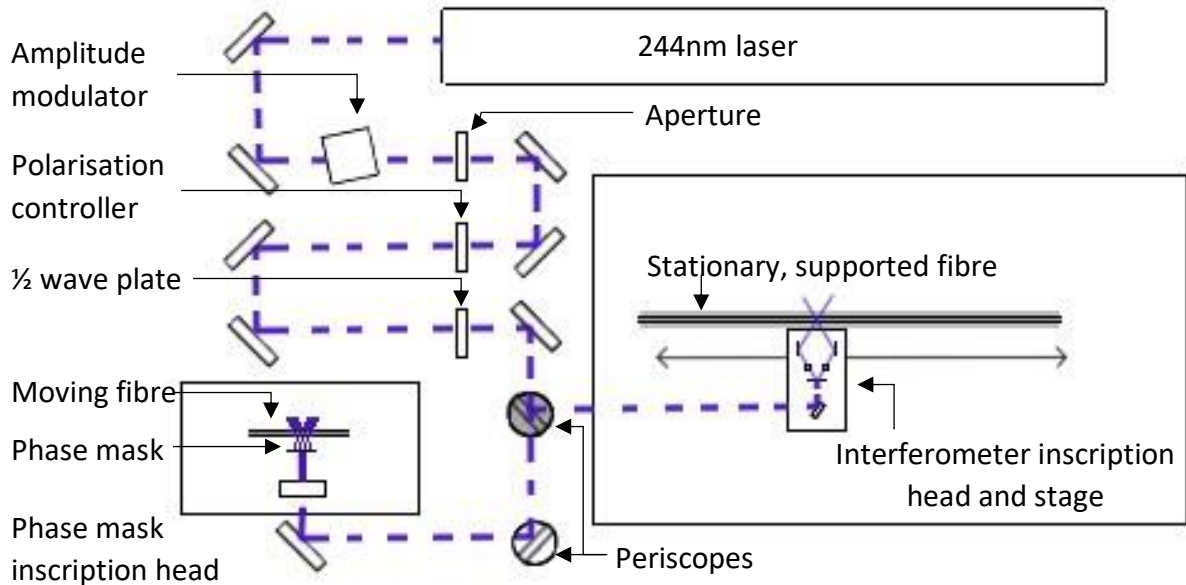 Amplitude
modulator
244nm laser
Aperture
Polarisation
controller
½ wave plate
Stationary, supported fibre
Moving fibre
Phase mask
Interferometer inscription
head and stage
Phase mask
inscription head
Periscopes